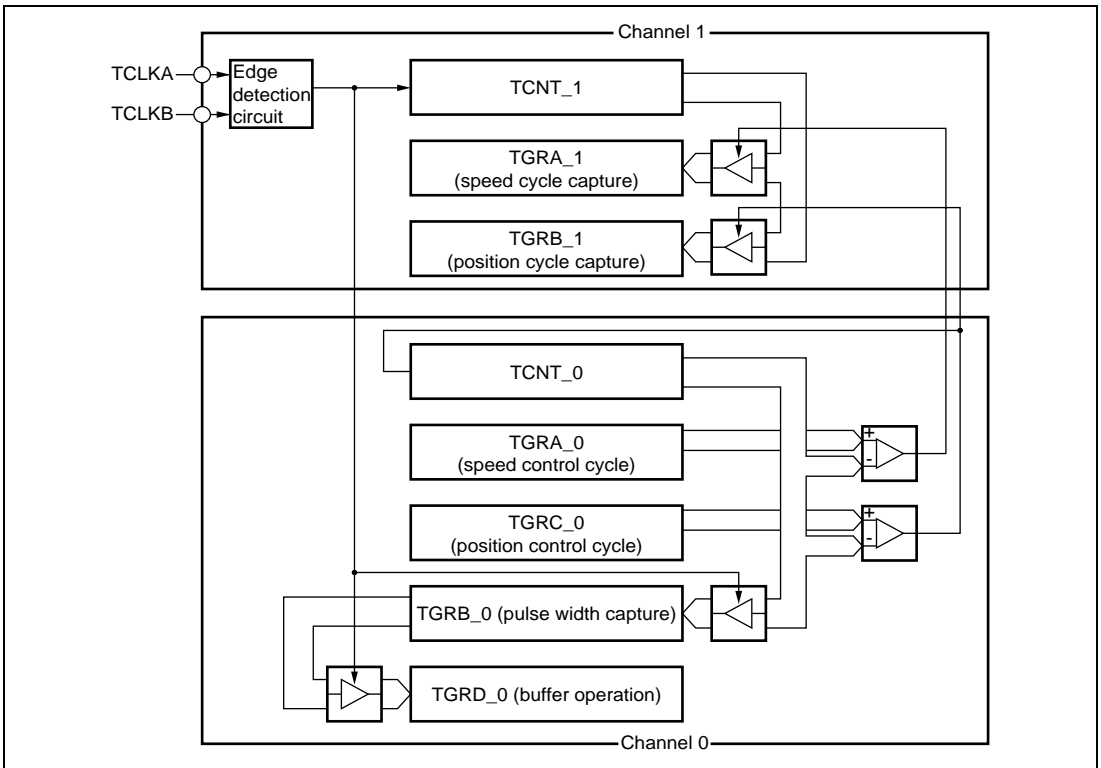 Channel 1
TCLKA
TCLKB
Edge
detection
circuit
TCNT_1
TGRA_1
(speed cycle capture)
TGRB_1
(position cycle capture)
TCNT_0
TGRA_0
(speed control cycle)
+
-
TGRC_0
(position control cycle)
+
-
TGRB_0 (pulse width capture)
TGRD_0 (buffer operation)
Channel 0